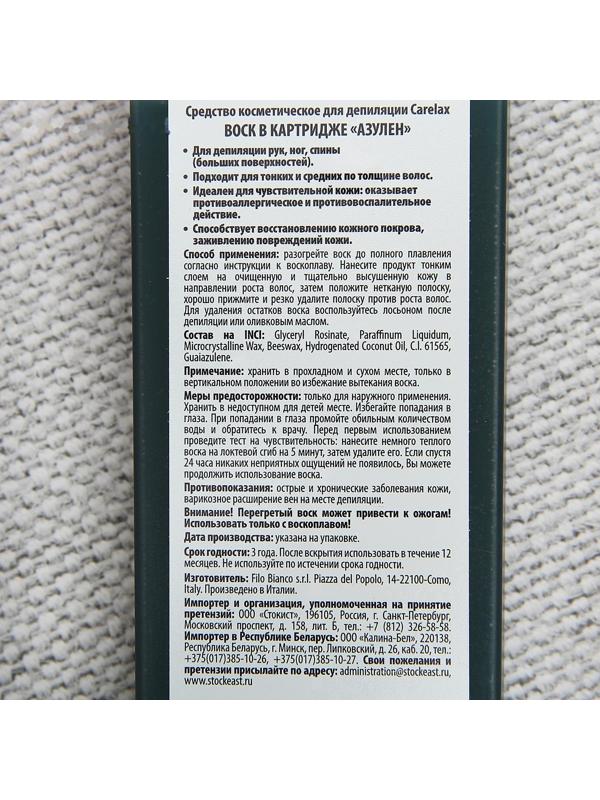 Средство косметическое для депиляции Carelax
ВОСК В КАРТРИДЖЕ «АЗУЛЕН»
• Для депиляции рук, ног, спины
(больших поверхностей).
• Подходит для тонких и средних по толщине волос.
• Идеален для чувствительной кожи: оказывает
противоаллергическое и противовоспалительное
действие.
• Способствует восстановлению кожного покрова,
заживлению повреждений кожи.
Способ применения: разогрейте воск до полного плавления
согласно инструкции к воскоплаву. Нанесите продукт тонким
слоем на очищенную и тщательно высушенную кожу в
направлении роста волос, затем положите нетканую полоску,
хорошо прижмите и резко удалите полоску против роста волос.
Для удаления остатков воска воспользуйтесь лосьоном после
депиляции или оливковым маслом.
Состав на INCI: Glyceryl Rosinate, Paraffinum Liquidum,
Microcrystalline Wax, Beeswax, Hydrogenated Coconut Oil, C.I. 61565,
Guaiazulene.
Примечание: хранить в прохладном и сухом месте, только в
вертикальном положении во избежание вытекания воска.
Меры предосторожности: только для наружного применения.
Хранить в недоступном для детей месте. Избегайте попадания в
глаза. При попадании в глаза промойте обильным количеством
воды и обратитесь к врачу. Перед первым использованием
проведите тест на чувствительность: нанесите немного теплого
воска на локтевой сгиб на 5 минут, затем удалите его. Если спустя
24 часа никаких неприятных ощущений не появилось, Вы можете
продолжить использование воска.
Противопоказания: острые и хронические заболевания кожи,
варикозное расширение вен на месте депиляции.
Внимание! Перегретый воск может привести к ожогам!
Использовать только с воскоплавом!
Дата производства: указана на упаковке.
Срок годности: 3 года. После вскрытия использовать в течение 12
месяцев. Не используйте по истечении срока годности.
Изготовитель: Filo Bianco s.r.l. Piazza del Popolo, 14-22100-Como,
Italy. Произведено в Италии.
Импортер и организация, уполномоченная на принятие
претензий: ООО «Стокист», 196105, Россия, г. Санкт-Петербург,
Московский проспект, д. 158, лит. Б, тел.: +7 (812) 326-58-58.
Импортер в Республике Беларусь: ООО «Калина-Бел», 220138,
Республика Беларусь, г. Минск, пер. Липковский, д. 26, каб. 20, тел.:
+375(017)385-10-26, +375(017)385-10-27. Свои пожелания и
претензии присылайте по адресу: administration@stockeast.ru,
www.stockeast.ru